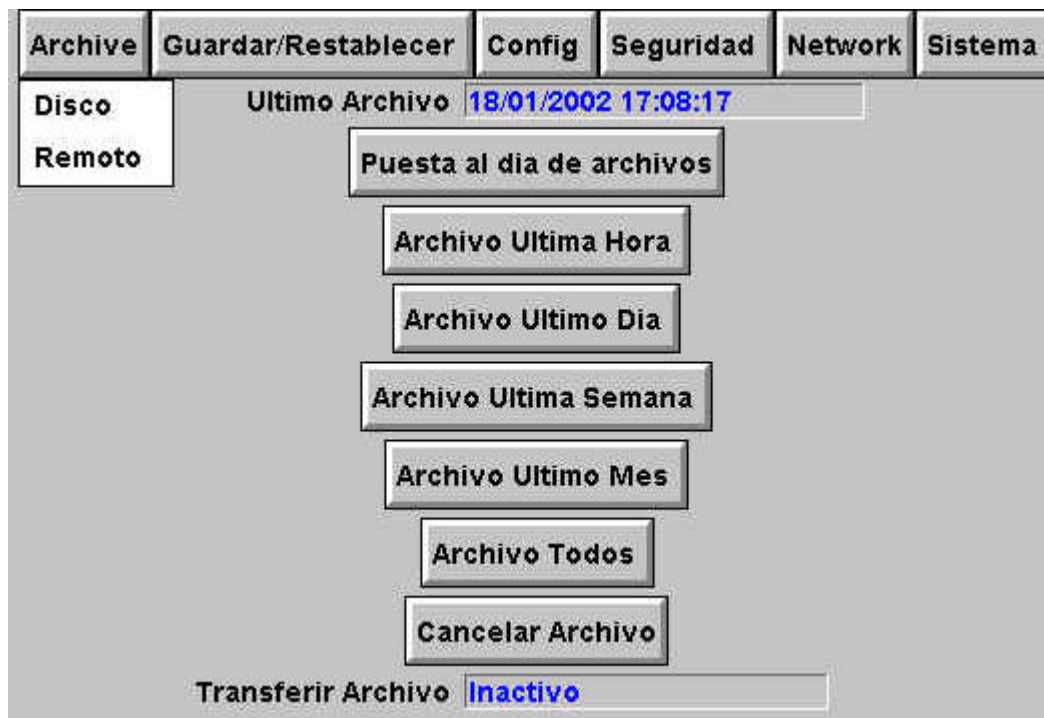 Archive Guardar/Restablecer Config Seguridad Network Sistema
Disco
Remoto
Ultimo Archivo 18/01/2002 17:08:17
Puesta al dia de archivos
Archivo Ultima Hora
Archivo Ultimo Dia
Archivo Ultima Semana
Archivo Ultimo Mes
Archivo Todos
Cancelar Archivo
Transferir Archivo Inactivo